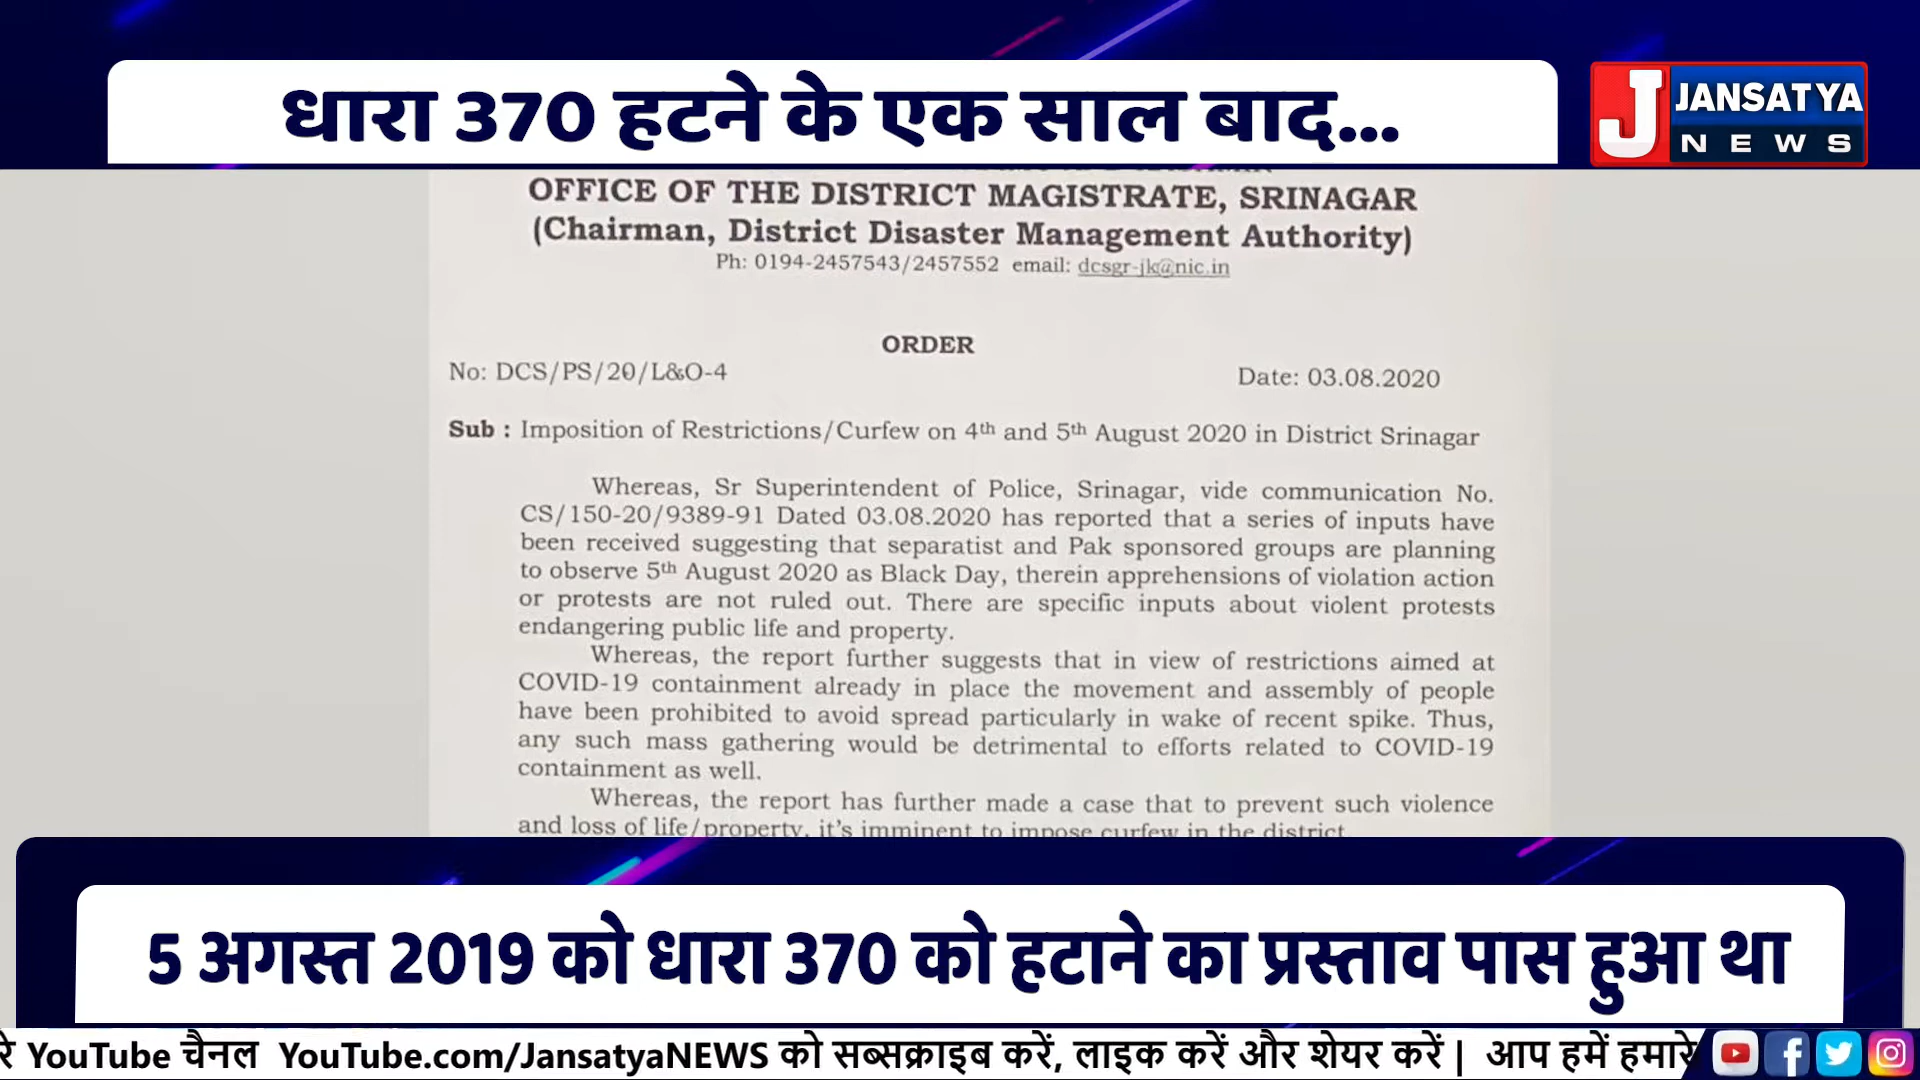 धारा 370 हटने के एक साल बाद...
JANSATYA
NEWS
OFFICE OF THE DISTRICT MAGISTRATE, SRINAGAR
(Chairman, District Disaster Management Authority)
Ph: 0194-2457543/2457552 email: dcsgr-jk@nic.in
ORDER
No: DCS/PS/20/L&O-4 Date: 03.08.2020
Sub : Imposition of Restrictions/Curfew on 4th and 5th August 2020 in District Srinagar
Whereas, Sr Superintendent of Police, Srinagar, vide communication No.
CS/150-20/9389-91 Dated 03.08.2020 has reported that a series of inputs have
been received suggesting that separatist and Pak sponsored groups are planning
to observe 5th August 2020 as Black Day, therein apprehensions of violation action
or protests are not ruled out. There are specific inputs about violent protests
endangering public life and property.
Whereas, the report further suggests that in view of restrictions aimed at
COVID-19 containment already in place the movement and assembly of people
have been prohibited to avoid spread particularly in wake of recent spike. Thus,
any such mass gathering would be detrimental to efforts related to COVID-19
containment as well.
Whereas, the report has further made a case that to prevent such violence
and loss of life/property, it's imminent to impose curfew in the district.
5 अगस्त 2019 को धारा 370 को हटाने का प्रस्ताव पास हुआ था
रे YouTube चैनल YouTube.com/JansatyaNEWS को सब्सक्राइब करें, लाइक करें और शेयर करें | आप हमें हमारे